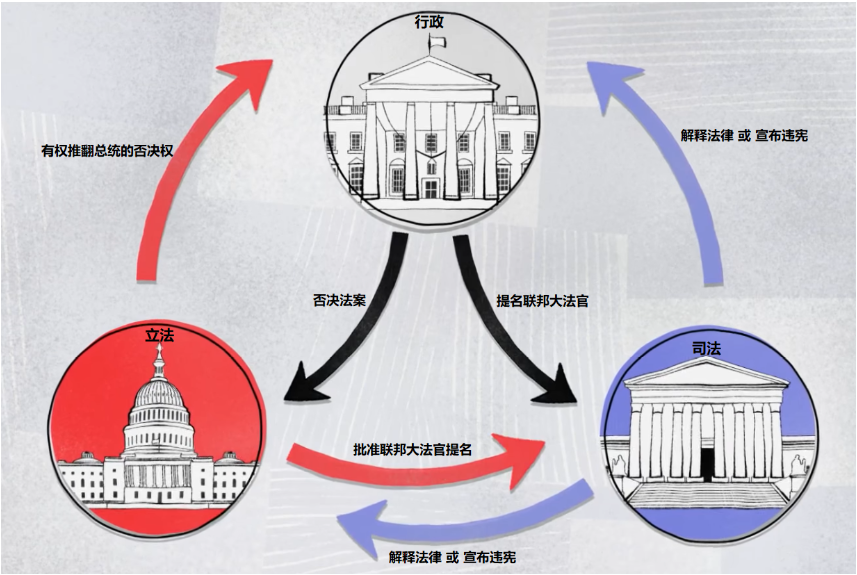 行政
有权推翻总统的否决权
解释法律 或 宣布违宪
否决法案
提名联邦大法官
立法
司法
批准联邦大法官提名
解释法律 或 宣布违宪